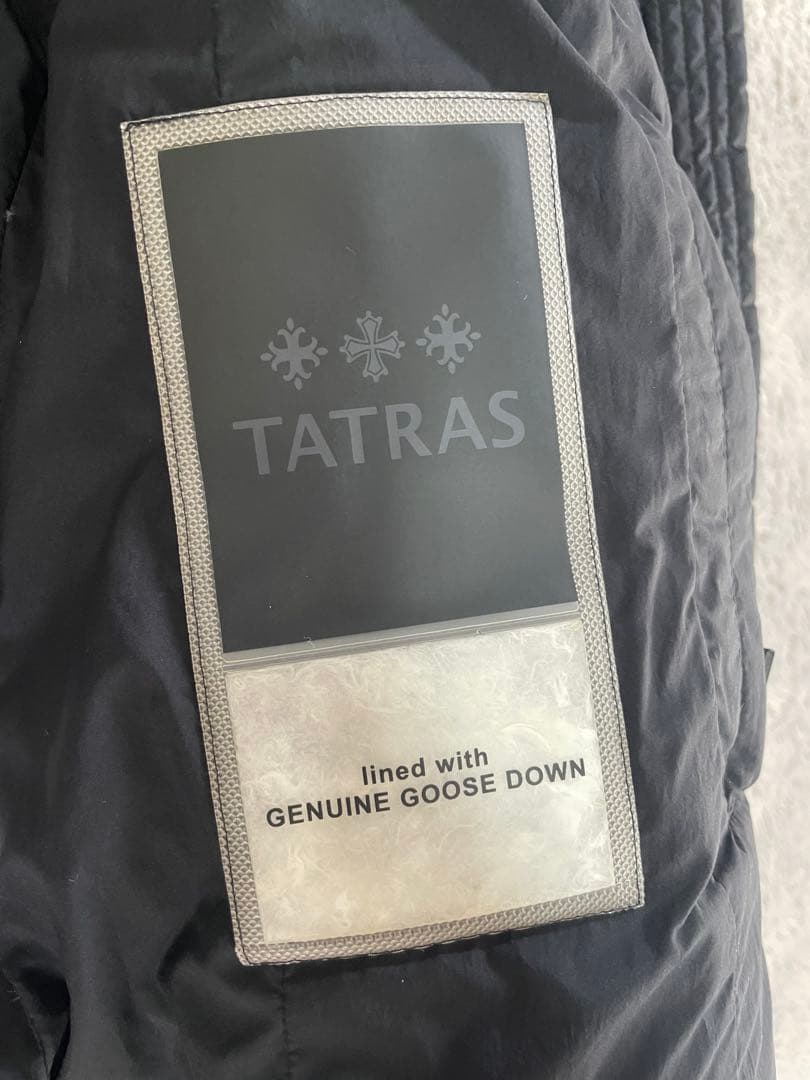 TATRAS
lined with
GENUINE GOOSE DOWN